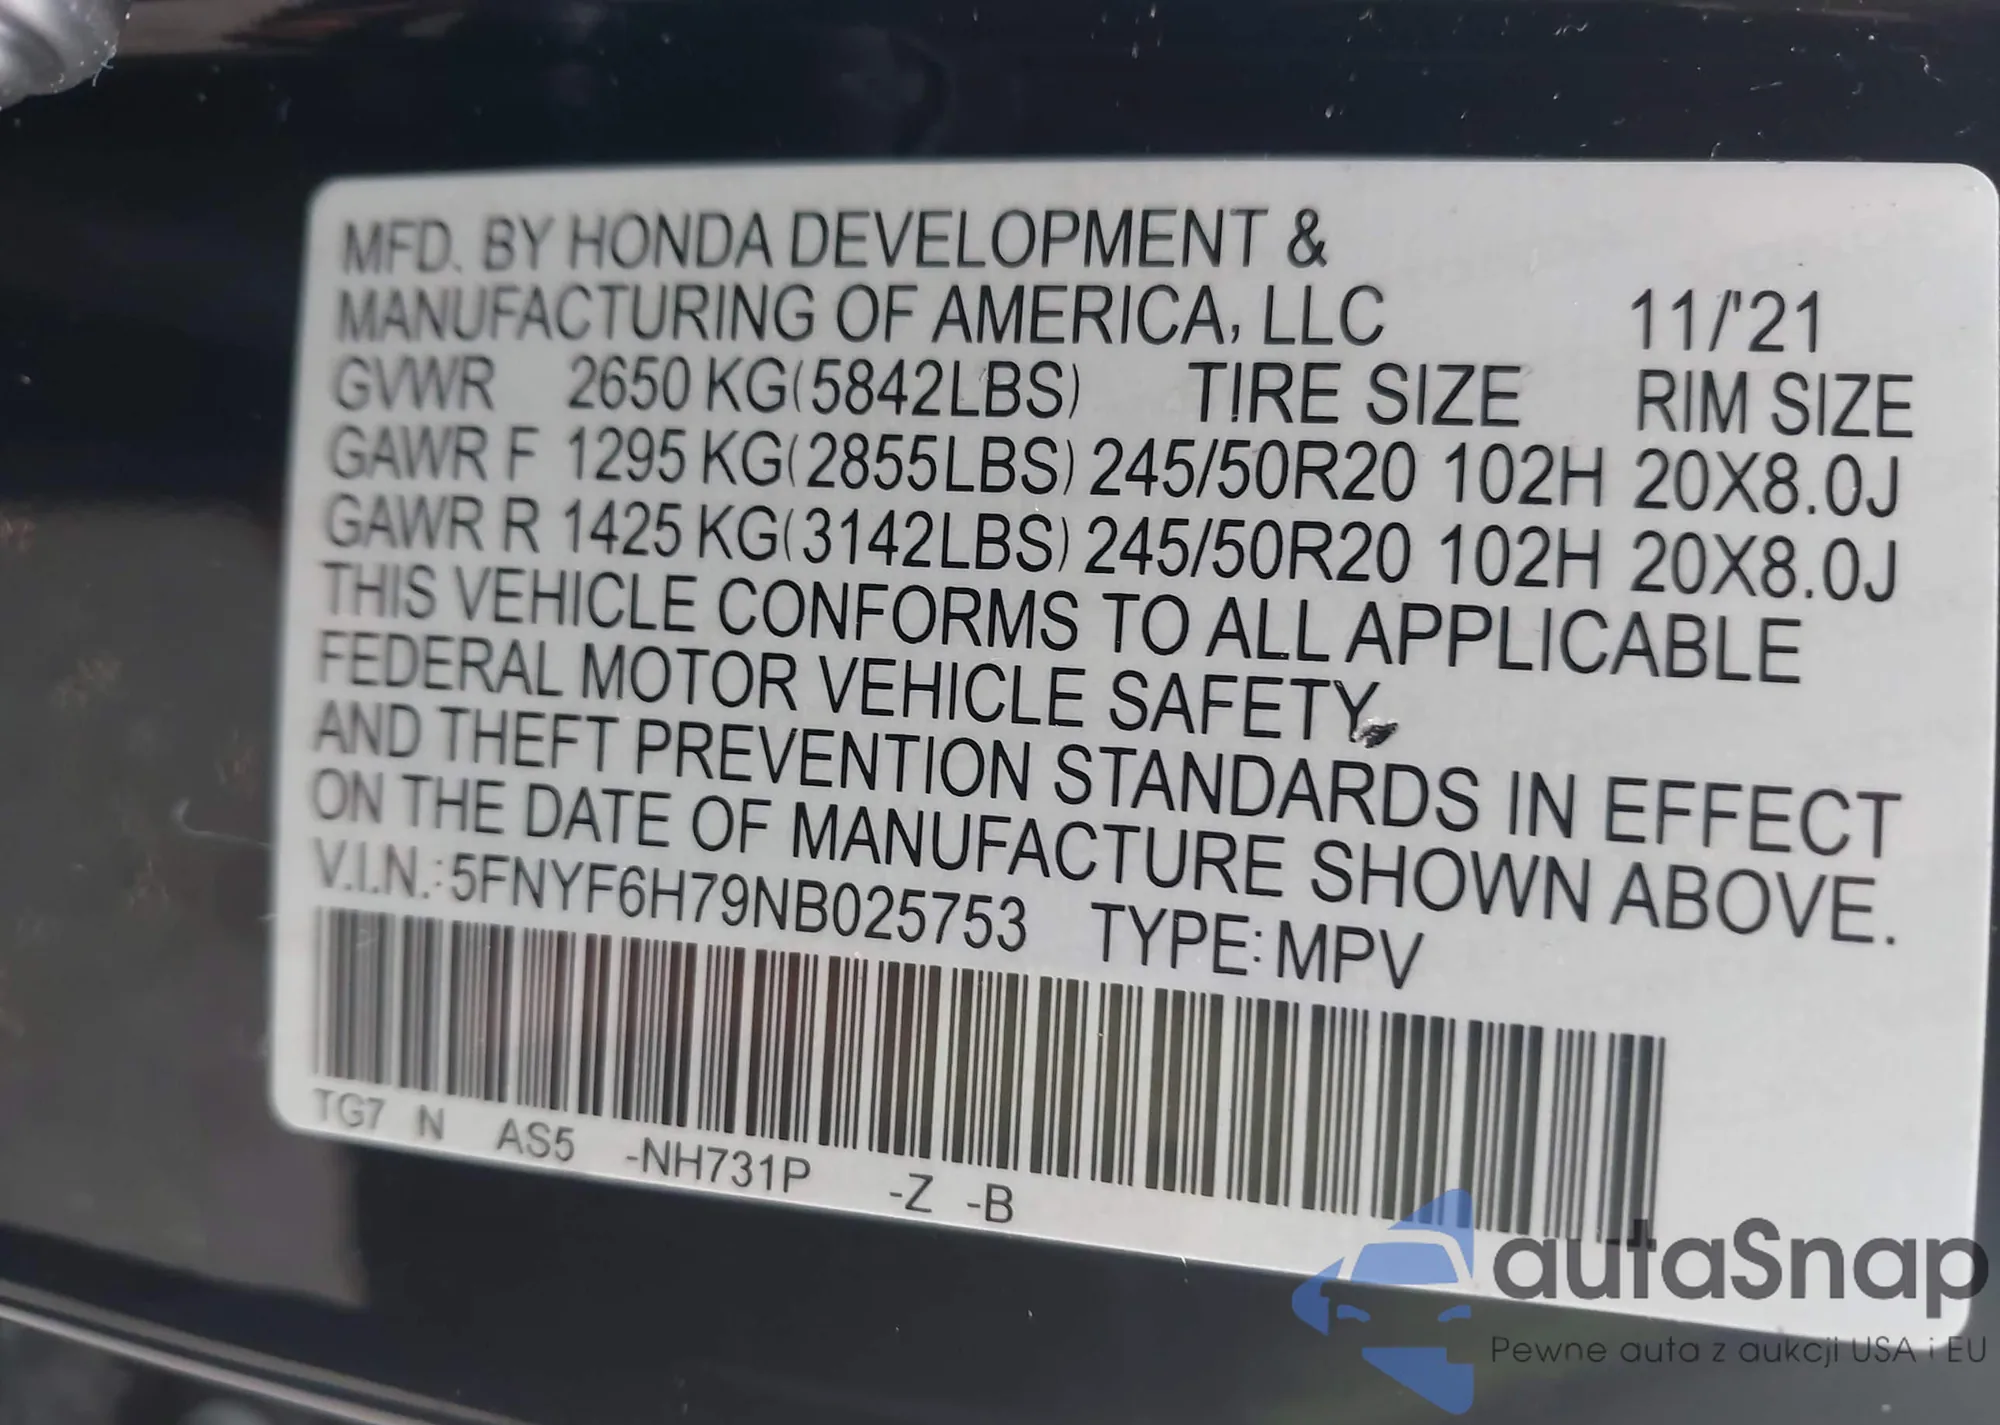 MFD. BY HONDA DEVELOPMENT &
MANUFACTURING OF AMERICA, LLC 11/'21
GVWR 2650 KG(5842LBS) TIRE SIZE RIM SIZE
GAWR F 1295 KG(2855LBS) 245/50R20 102H 20X8.0J
GAWR R 1425 KG(3142LBS) 245/50R20 102H 20X8.0J
THIS VEHICLE CONFORMS TO ALL APPLICABLE
FEDERAL MOTOR VEHICLE SAFETY
AND THEFT PREVENTION STANDARDS IN EFFECT
ON THE DATE OF MANUFACTURE SHOWN ABOVE.
V.I.N.:5FNYF6H79NB025753 TYPE:MPV
TG7 N AS5 -NH731P -Z -B
autaSnap
Pewne auta z aukcji USA i EU